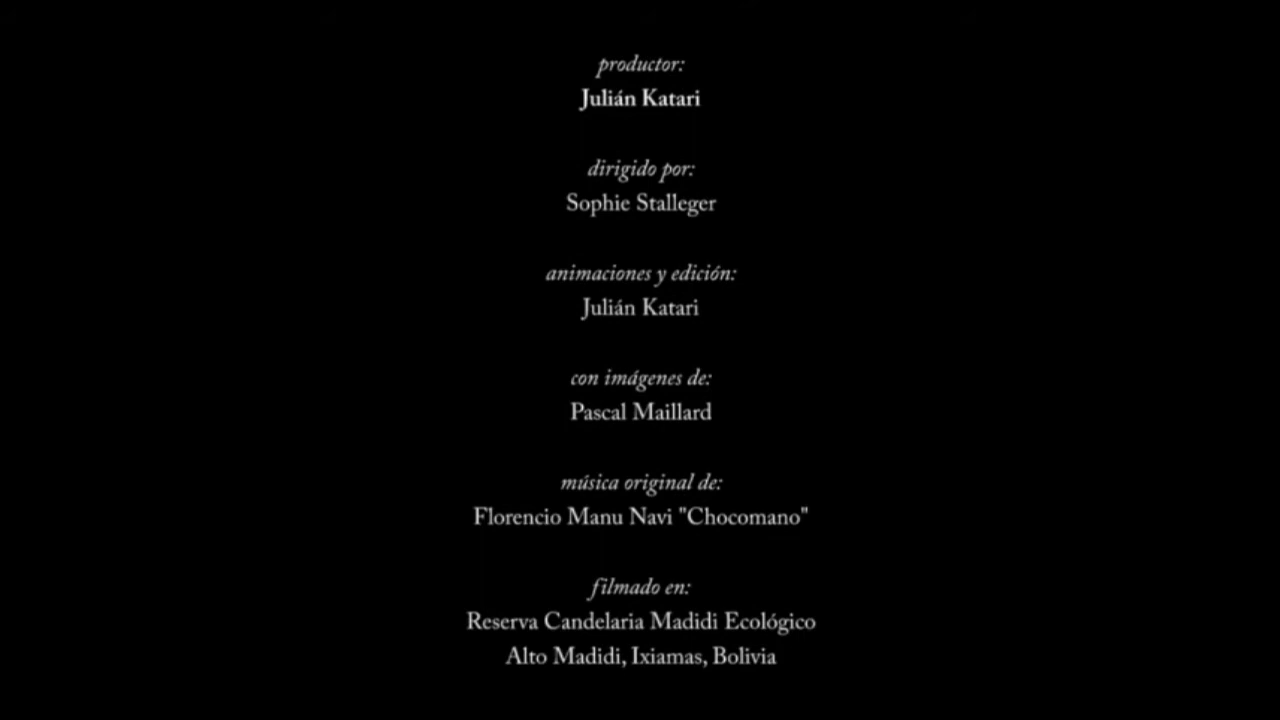 productor:
Julián Katari
dirigido por:
Sophie Stalleger
animaciones y edición:
Julián Katari
con imágenes de:
Pascal Maillard
música original de:
Florencio Manu Navi "Chocomano"
filmado en:
Reserva Candelaria Madidi Ecológico
Alto Madidi, Ixiamas, Bolivia